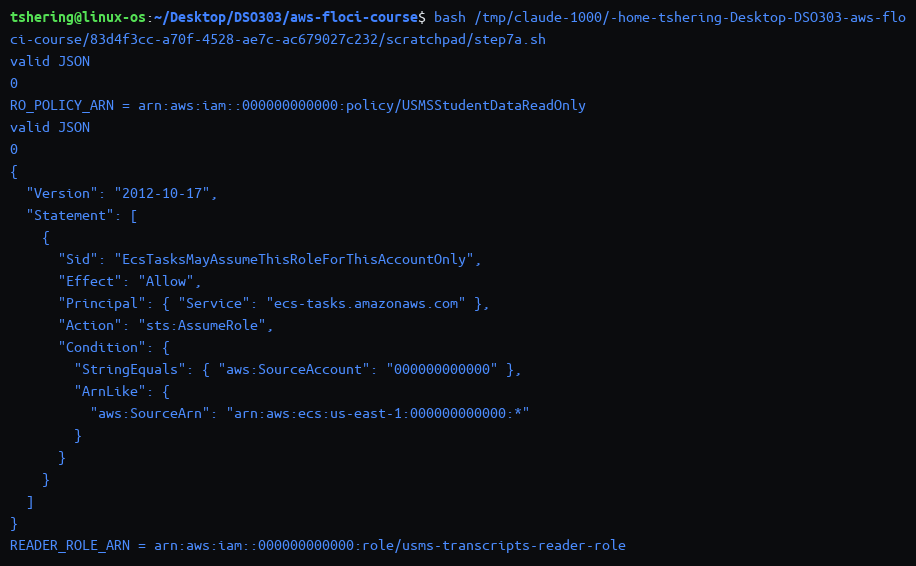 tshering@linux-os:~/Desktop/DSO303/aws-floci-course$ bash /tmp/claude-1000/-home-tshering-Desktop-DSO303-aws-flo
ci-course/83d4f3cc-a70f-4528-ae7c-ac679027c232/scratchpad/step7a.sh
valid JSON
0
RO_POLICY_ARN = arn:aws:iam::000000000000:policy/USMSStudentDataReadOnly
valid JSON
0
{
  "Version": "2012-10-17",
  "Statement": [
    {
      "Sid": "EcsTasksMayAssumeThisRoleForThisAccountOnly",
      "Effect": "Allow",
      "Principal": { "Service": "ecs-tasks.amazonaws.com" },
      "Action": "sts:AssumeRole",
      "Condition": {
        "StringEquals": { "aws:SourceAccount": "000000000000" },
        "ArnLike": {
          "aws:SourceArn": "arn:aws:ecs:us-east-1:000000000000:*"
        }
      }
    }
  ]
}
READER_ROLE_ARN = arn:aws:iam::000000000000:role/usms-transcripts-reader-role